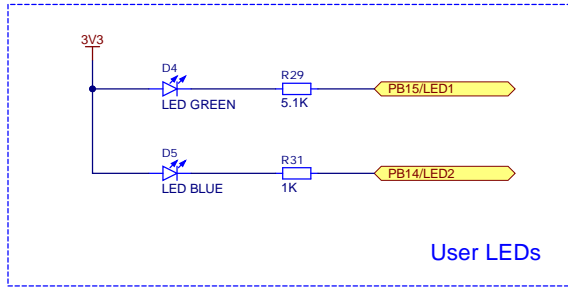 3V3
D4
LED GREEN
R29
5.1K
PB15/LED1
D5
LED BLUE
R31
1K
PB14/LED2
User LEDs